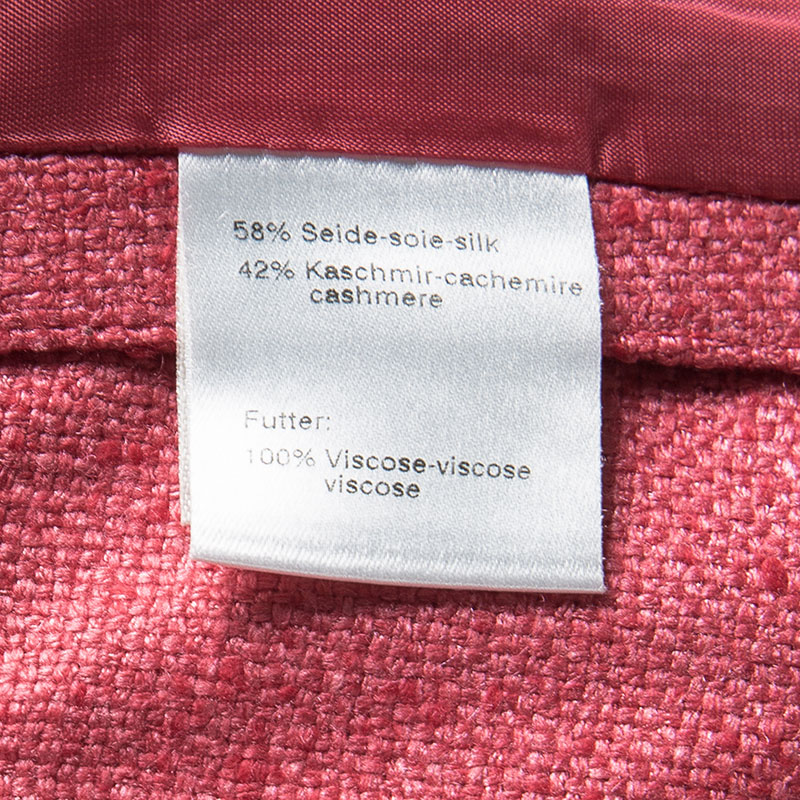 58% Seide-soie-silk
42% Kaschmir-cachemire
cashmere
Futter:
100% Viscose-viscose
viscose